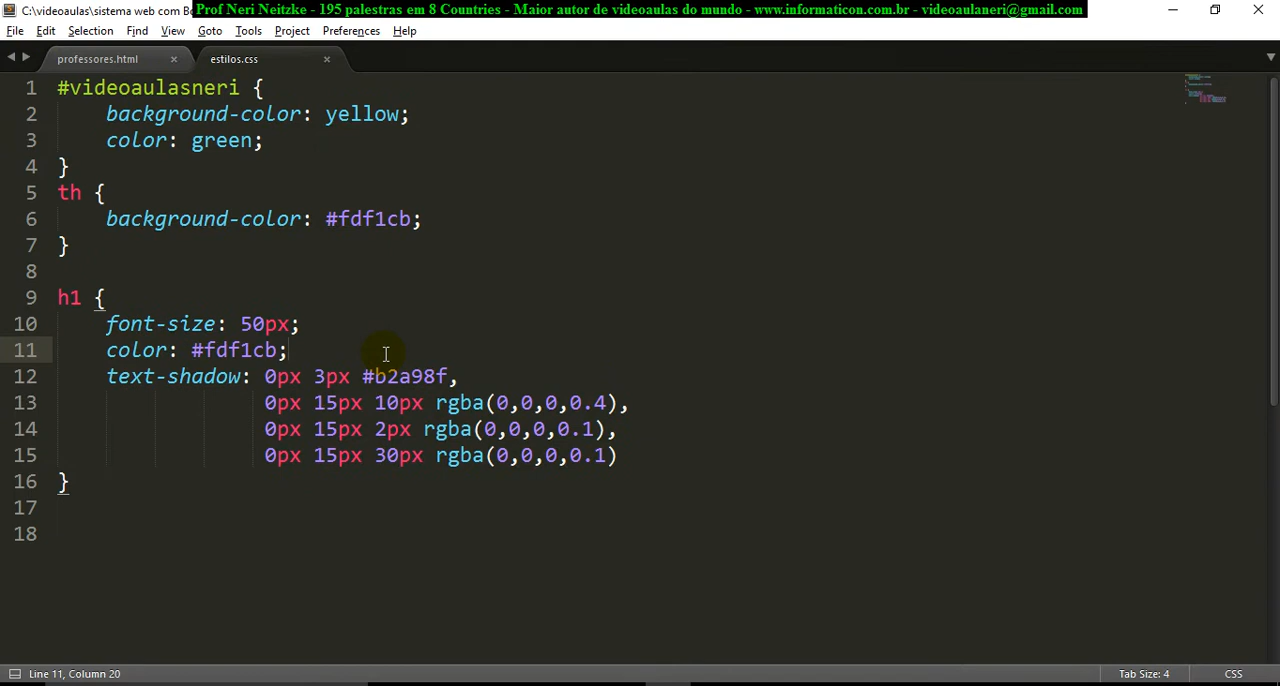 C:\videoaulas\sistema web com Bo
Prof Neri Neitzke - 195 palestras em 8 Countries - Maior autor de videoaulas do mundo - www.informaticon.com.br - videoaulaneri@gmail.com
File Edit Selection Find View Goto Tools Project Preferences Help
professores.html × estilos.css ×
1 #videoaulasneri {
2 background-color: yellow;
3 color: green;
4 }
5 th {
6 background-color: #fdf1cb;
7 }
8
9 h1 {
10 font-size: 50px;
11 color: #fdf1cb;
12 text-shadow: 0px 3px #b2a98f,
13 0px 15px 10px rgba(0,0,0,0.4),
14 0px 15px 2px rgba(0,0,0,0.1),
15 0px 15px 30px rgba(0,0,0,0.1)
16 }
17
18
Line 11, Column 20 Tab Size: 4 CSS